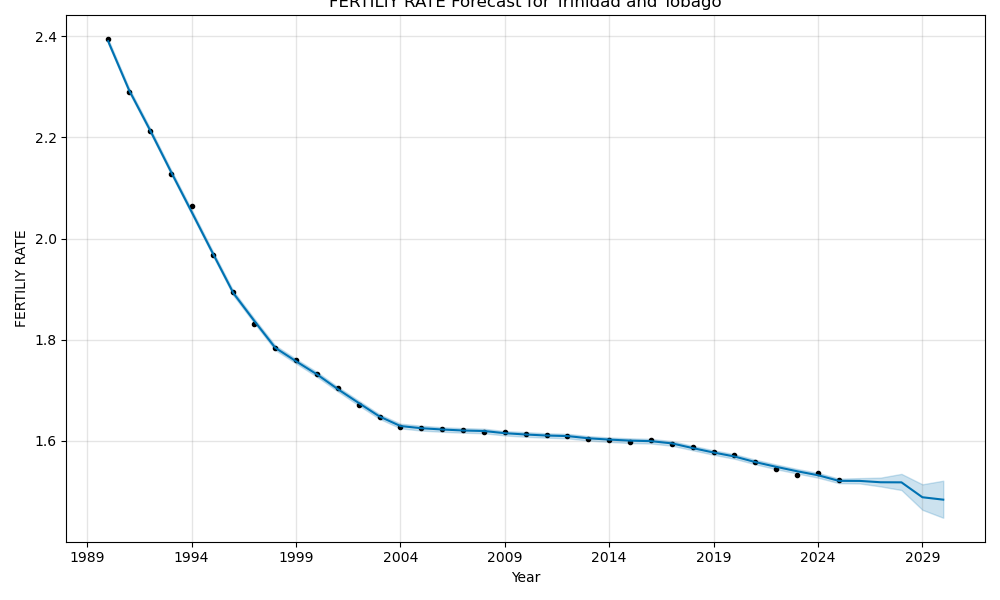 FERTILIY RATE Forecast for Trinidad and Tobago
2.4
2.2
2.0
1.8
1.6
FERTILIY RATE
1989 1994 1999 2004 2009 2014 2019 2024 2029
Year